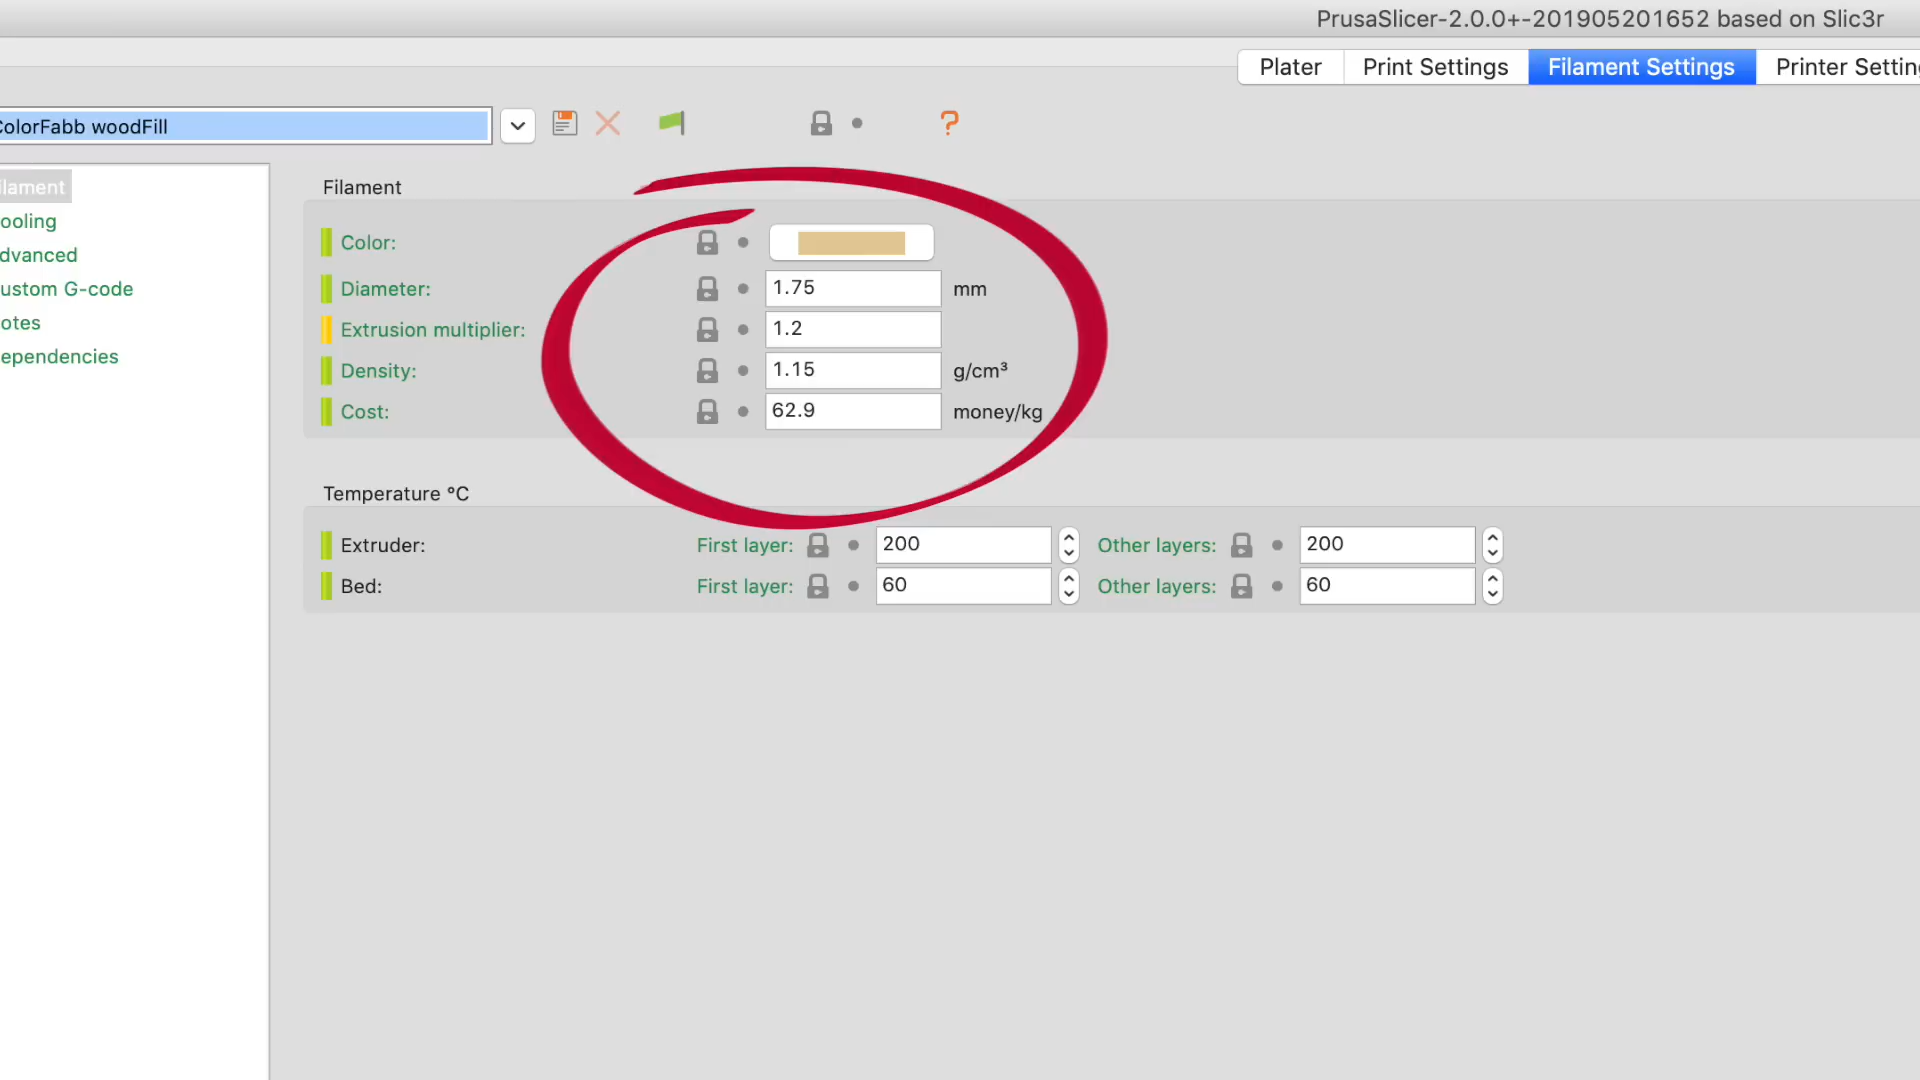 PrusaSlicer-2.0.0+-201905201652 based on Slic3r
Plater Print Settings Filament Settings Printer Settin
ColorFabb woodFill
ilament
ooling
dvanced
ustom G-code
otes
ependencies
Filament
Color:
Diameter: 1.75 mm
Extrusion multiplier: 1.2
Density: 1.15 g/cm³
Cost: 62.9 money/kg
Temperature °C
Extruder: First layer: 200 Other layers: 200
Bed: First layer: 60 Other layers: 60